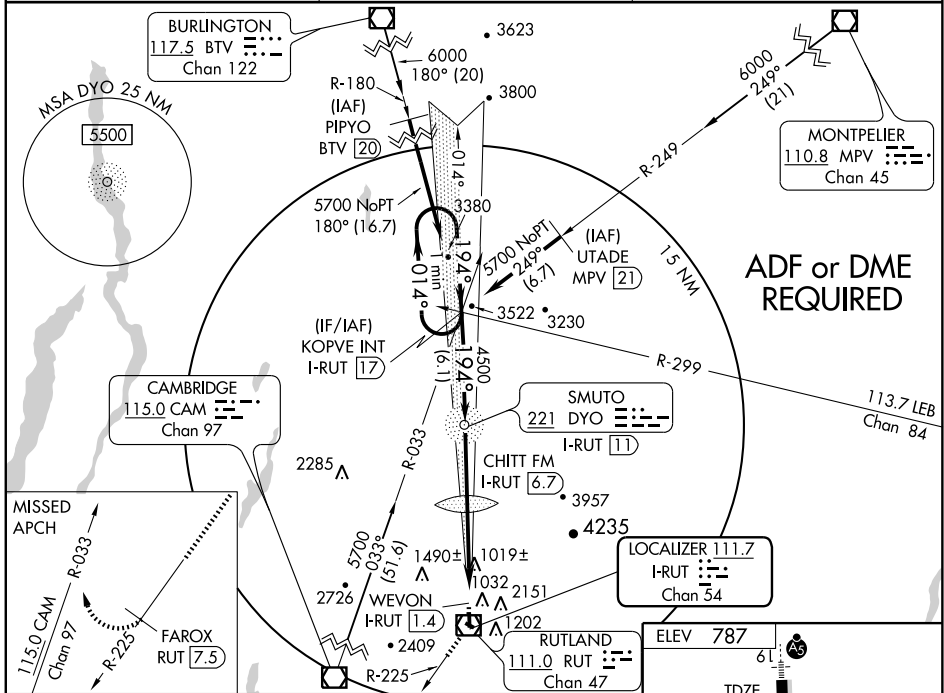 BURLINGTON
117.5 BTV
Chan 122
3623
6000
180° (20)
R-180
(IAF)
PIPYO
BTV 20
3800
6000
249°
(21)
MONTPELIER
110.8 MPV
Chan 45
MSA DYO 25 NM
5500
R-249
014°
5700 NoPT
180° (16.7)
3380
5700 NoPT
249°
(6.7)
(IAF)
UTADE
MPV 21
15 NM
ADF or DME
REQUIRED
194°
1 min
014°
3522
3230
(IF/IAF)
KOPVE INT
I-RUT 17
4500
194°
(6.1)
R-299
113.7 LEB
Chan 84
CAMBRIDGE
115.0 CAM
Chan 97
SMUTO
221 DYO
I-RUT 11
R-033
2285
CHITT FM
I-RUT 6.7
3957
4235
MISSED
APCH
R-033
115.0 CAM
Chan 97
R-225
FAROX
RUT 7.5
5700
033°
(51.6)
1490±
1019±
LOCALIZER 111.7
I-RUT
Chan 54
2726
WEVON
I-RUT 1.4
1032
2151
1202
2409
R-225
RUTLAND
111.0 RUT
Chan 47
ELEV 787
A5
TDZE